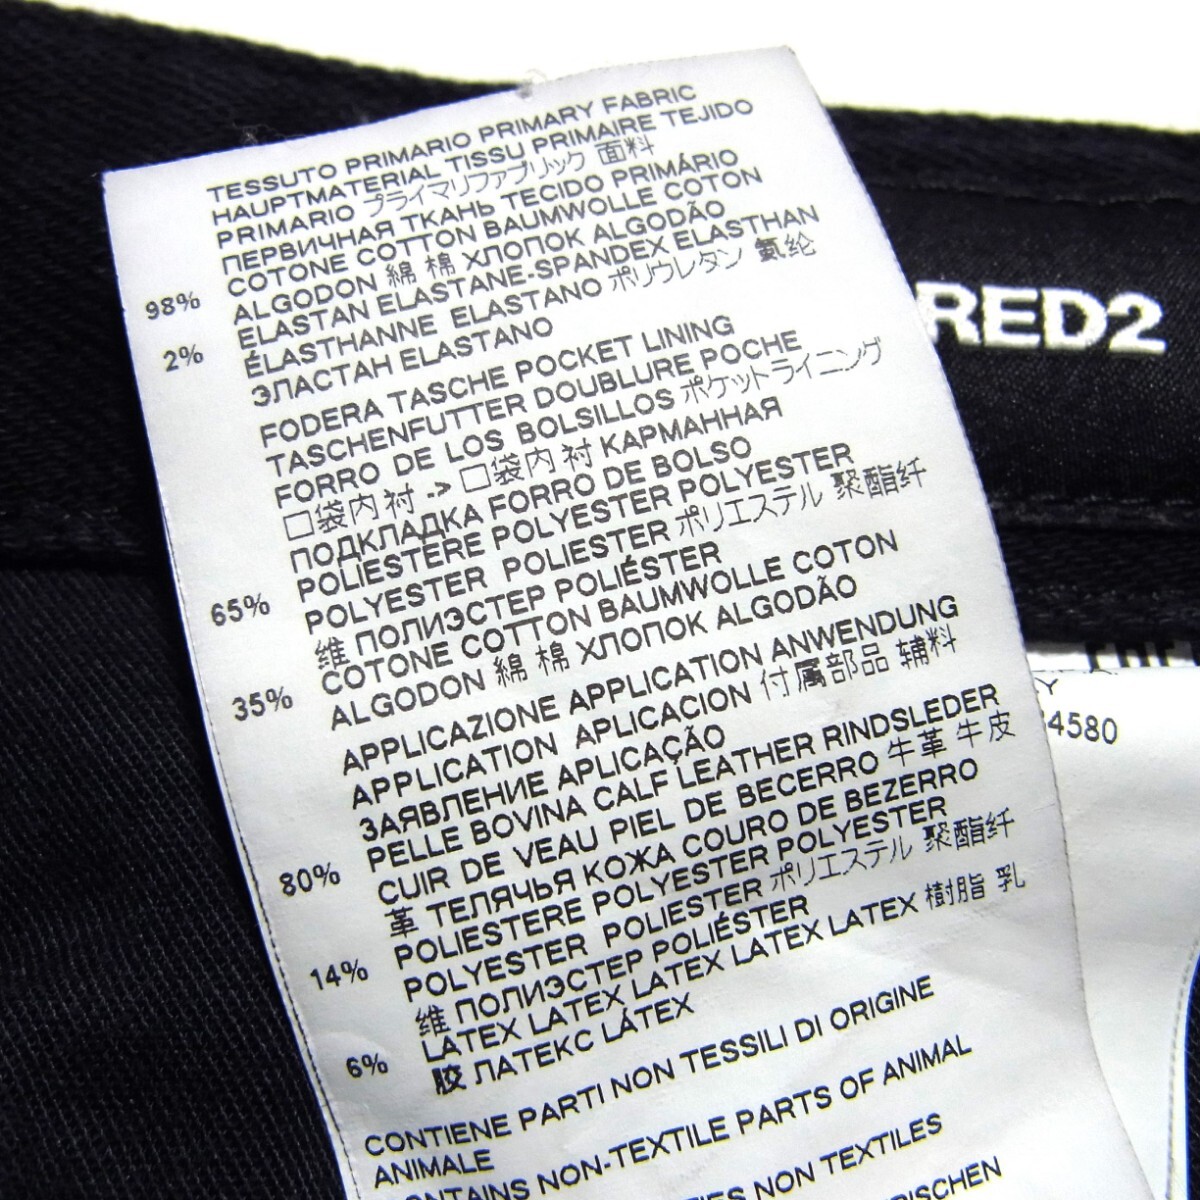 TESSUTO PRIMARIO PRIMARY FABRIC
HAUPTMATERIAL TISSU PRIMAIRE TEJIDO
PRIMARIO プライマリファブリック 面料
ПЕРВИЧНАЯ ТКАНЬ TECIDO PRIMÁRIO
98% COTONE COTTON BAUMWOLLE COTON
ALGODON 綿 棉 ХЛОПОК ALGODÃO
2% ELASTAN ELASTANE-SPANDEX ELASTHAN
ÉLASTHANNE ELASTANO ポリウレタン 氨纶
ЭЛАСТАН ELASTANO
FODERA TASCHE POCKET LINING
TASCHENFUTTER DOUBLURE POCHE
FORRO DE LOS BOLSILLOS ポケットライニング
□袋内衬 -> □袋内衬 КАРМАННАЯ
ПОДКЛАДКА FORRO DE BOLSO
65% POLIESTERE POLYESTER POLYESTER
POLYESTER POLIESTER ポリエステル 聚酯纤
维 ПОЛИЭСТЕР POLIÉSTER
35% COTONE COTTON BAUMWOLLE COTON
ALGODON 綿 棉 ХЛОПОК ALGODÃO
APPLICAZIONE APPLICATION ANWENDUNG
APPLICATION APLICACION 付属部品 辅料
ЗАЯВЛЕНИЕ APLICAÇÃO
80% PELLE BOVINA CALF LEATHER RINDSLEDER
CUIR DE VEAU PIEL DE BECERRO 牛革 牛皮
革 ТЕЛЯЧЬЯ КОЖА COURO DE BEZERRO
14% POLIESTERE POLYESTER POLYESTER
POLYESTER POLIESTER ポリエステル 聚酯纤
维 ПОЛИЭСТЕР POLIÉSTER
6% LATEX LATEX LATEX LATEX LATEX 樹脂 乳
胶 ЛАТЕКС LÁTEX
CONTIENE PARTI NON TESSILI DI ORIGINE
ANIMALE
CONTAINS NON-TEXTILE PARTS OF ANIMAL
NON TEXTILES
RED2
34580